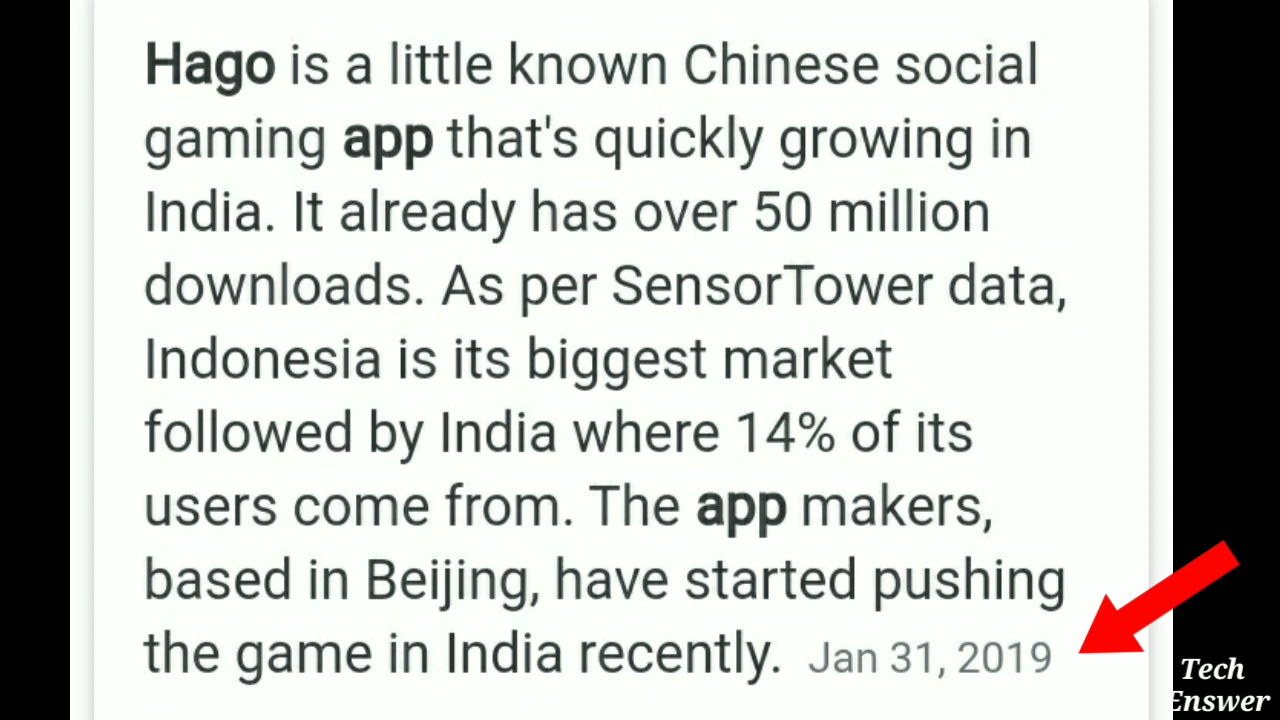 Hago is a little known Chinese social
gaming app that's quickly growing in
India. It already has over 50 million
downloads. As per SensorTower data,
Indonesia is its biggest market
followed by India where 14% of its
users come from. The app makers,
based in Beijing, have started pushing
the game in India recently. Jan 31, 2019
Tech
Enswer